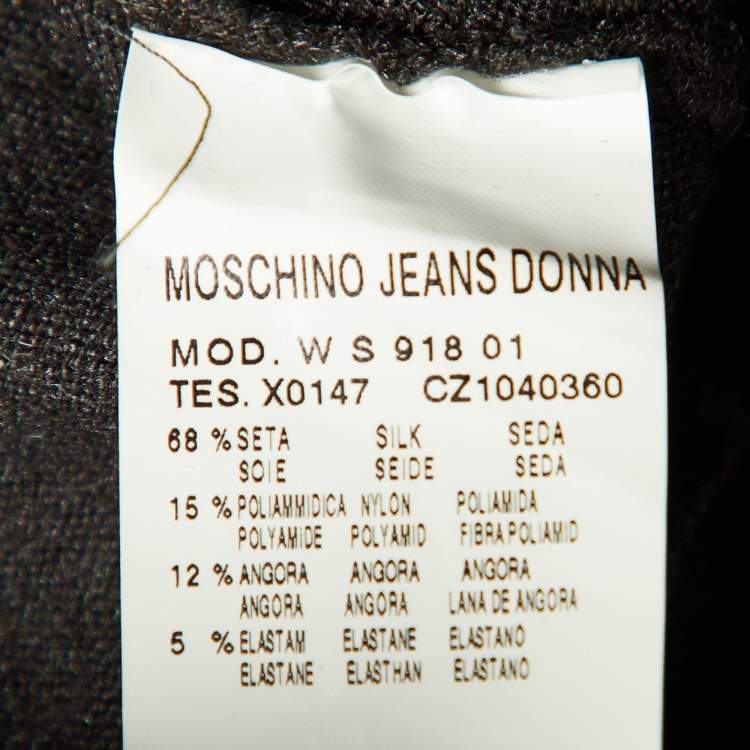 MOSCHINO JEANS DONNA
MOD. W S 918 01
TES. X0147 CZ1040360
68 % SETA SILK SEDA
SOIE SEIDE SEDA
15 % POLIAMMIDICA NYLON POLIAMIDA
POLYAMIDE POLYAMID FIBRA POLIAMID
12 % ANGORA ANGORA ANGORA
ANGORA ANGORA LANA DE ANGORA
5 % ELASTAM ELASTANE ELASTANO
ELASTANE ELASTHAN ELASTANO